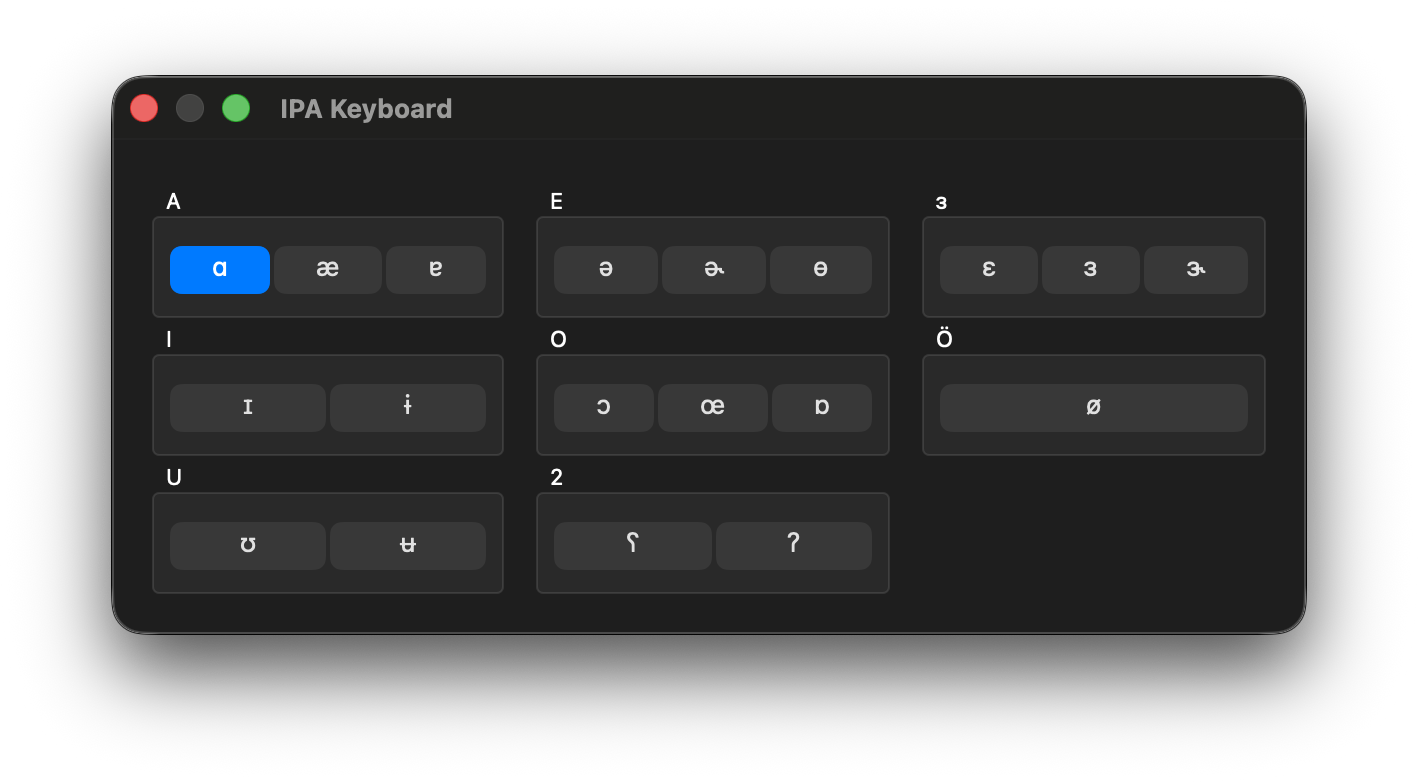 IPA Keyboard
A E ɜ
ɑ æ ɐ ə ɚ ɵ ɛ ɜ ɝ
I O Ö
ɪ ɨ ɔ œ ɒ ø
U 2
ʊ ʉ ʕ ʔ